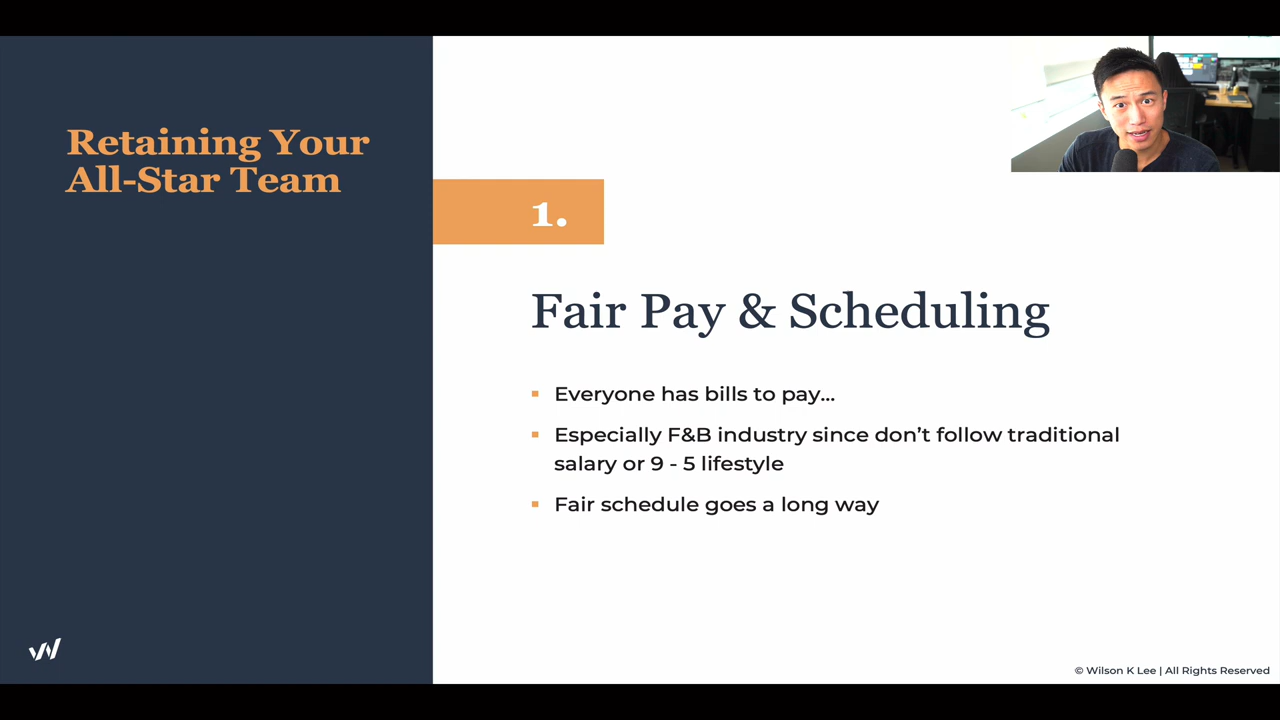 Retaining Your
All-Star Team
1.
Fair Pay & Scheduling
Everyone has bills to pay...
Especially F&B industry since don’t follow traditional
salary or 9 - 5 lifestyle
Fair schedule goes a long way
© Wilson K Lee | All Rights Reserved